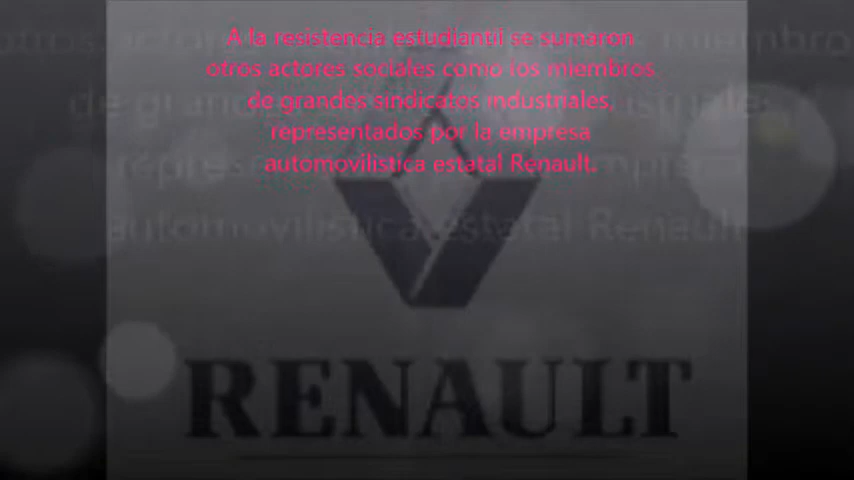 A la resistencia estudiantil se sumaron
otros actores sociales como los miembros
de grandes sindicatos industriales,
representados por la empresa
automovilística estatal Renault.
RENAULT